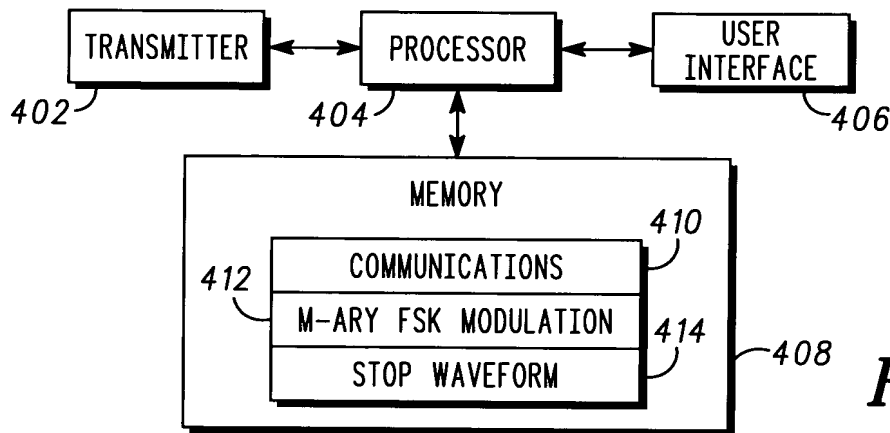 TRANSMITTER
PROCESSOR
USER
INTERFACE
402
404
406
MEMORY
410
COMMUNICATIONS
412
M-ARY FSK MODULATION
414
STOP WAVEFORM
408
F